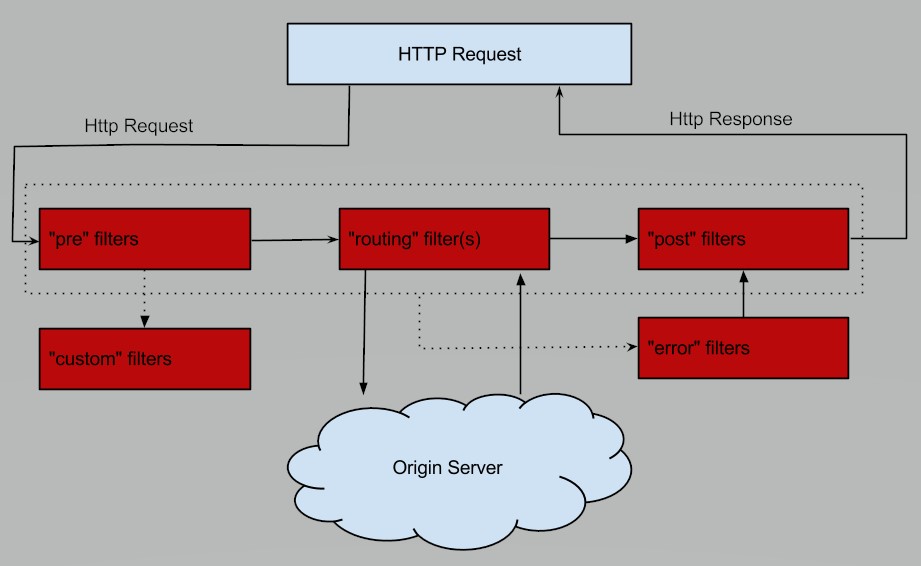 HTTP Request
Http Request
Http Response
"pre" filters
"routing" filter(s)
"post" filters
"custom" filters
"error" filters
Origin Server